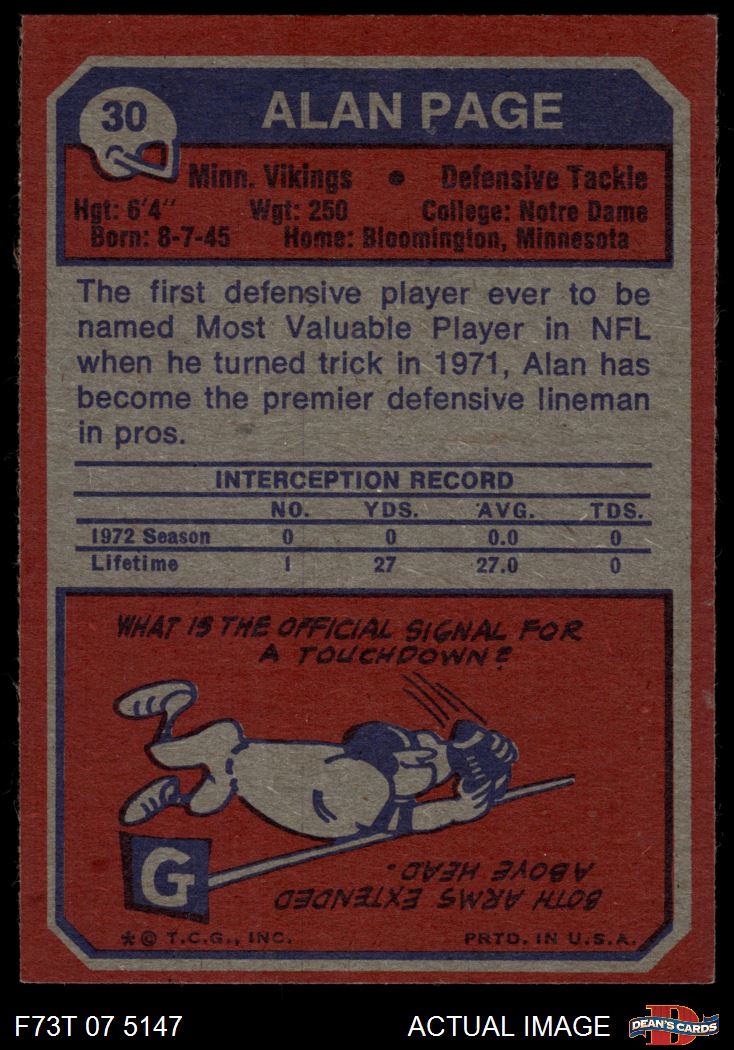 30
ALAN PAGE
Minn. Vikings • Defensive Tackle
Hgt: 6'4" Wgt: 250 College: Notre Dame
Born: 8-7-45 Home: Bloomington, Minnesota
The first defensive player ever to be
named Most Valuable Player in NFL
when he turned trick in 1971, Alan has
become the premier defensive lineman
in pros.
INTERCEPTION RECORD
NO. YDS. AVG. TDS.
1972 Season 0 0 0.0 0
Lifetime 1 27 27.0 0
WHAT IS THE OFFICIAL SIGNAL FOR
A TOUCHDOWN?
G
BOTH ARMS EXTENDED
ABOVE HEAD.
*© T.C.G., INC. PRTD. IN U.S.A.
F73T 07 5147 ACTUAL IMAGE
D
DEAN'S CARDS